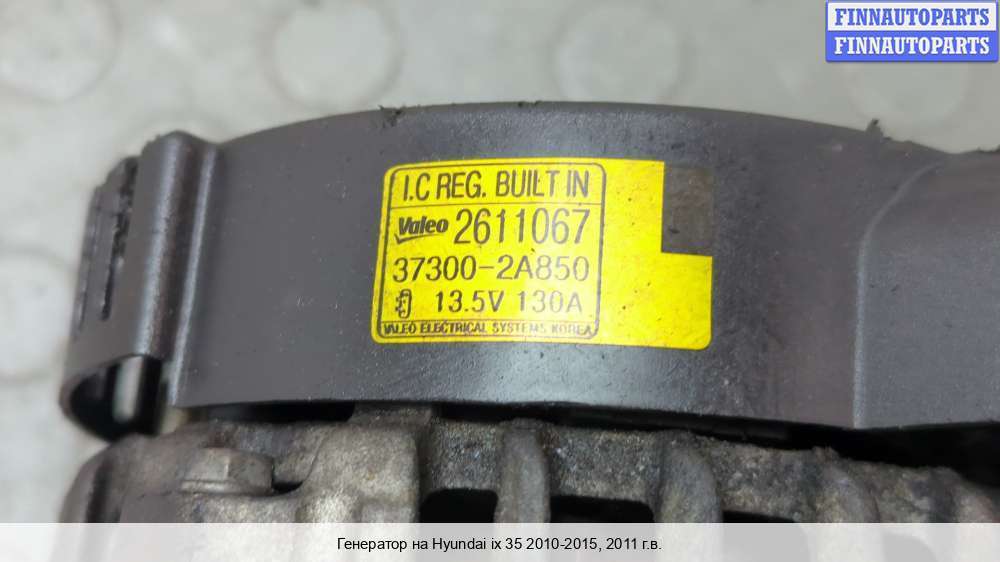 FINNAUTOPARTS
FINNAUTOPARTS
I.C REG. BUILT IN
Valeo 2611067
37300-2A850
13.5V 130A
VALEO ELECTRICAL SYSTEMS KOREA
Генератор на Hyundai ix 35 2010-2015, 2011 г.в.